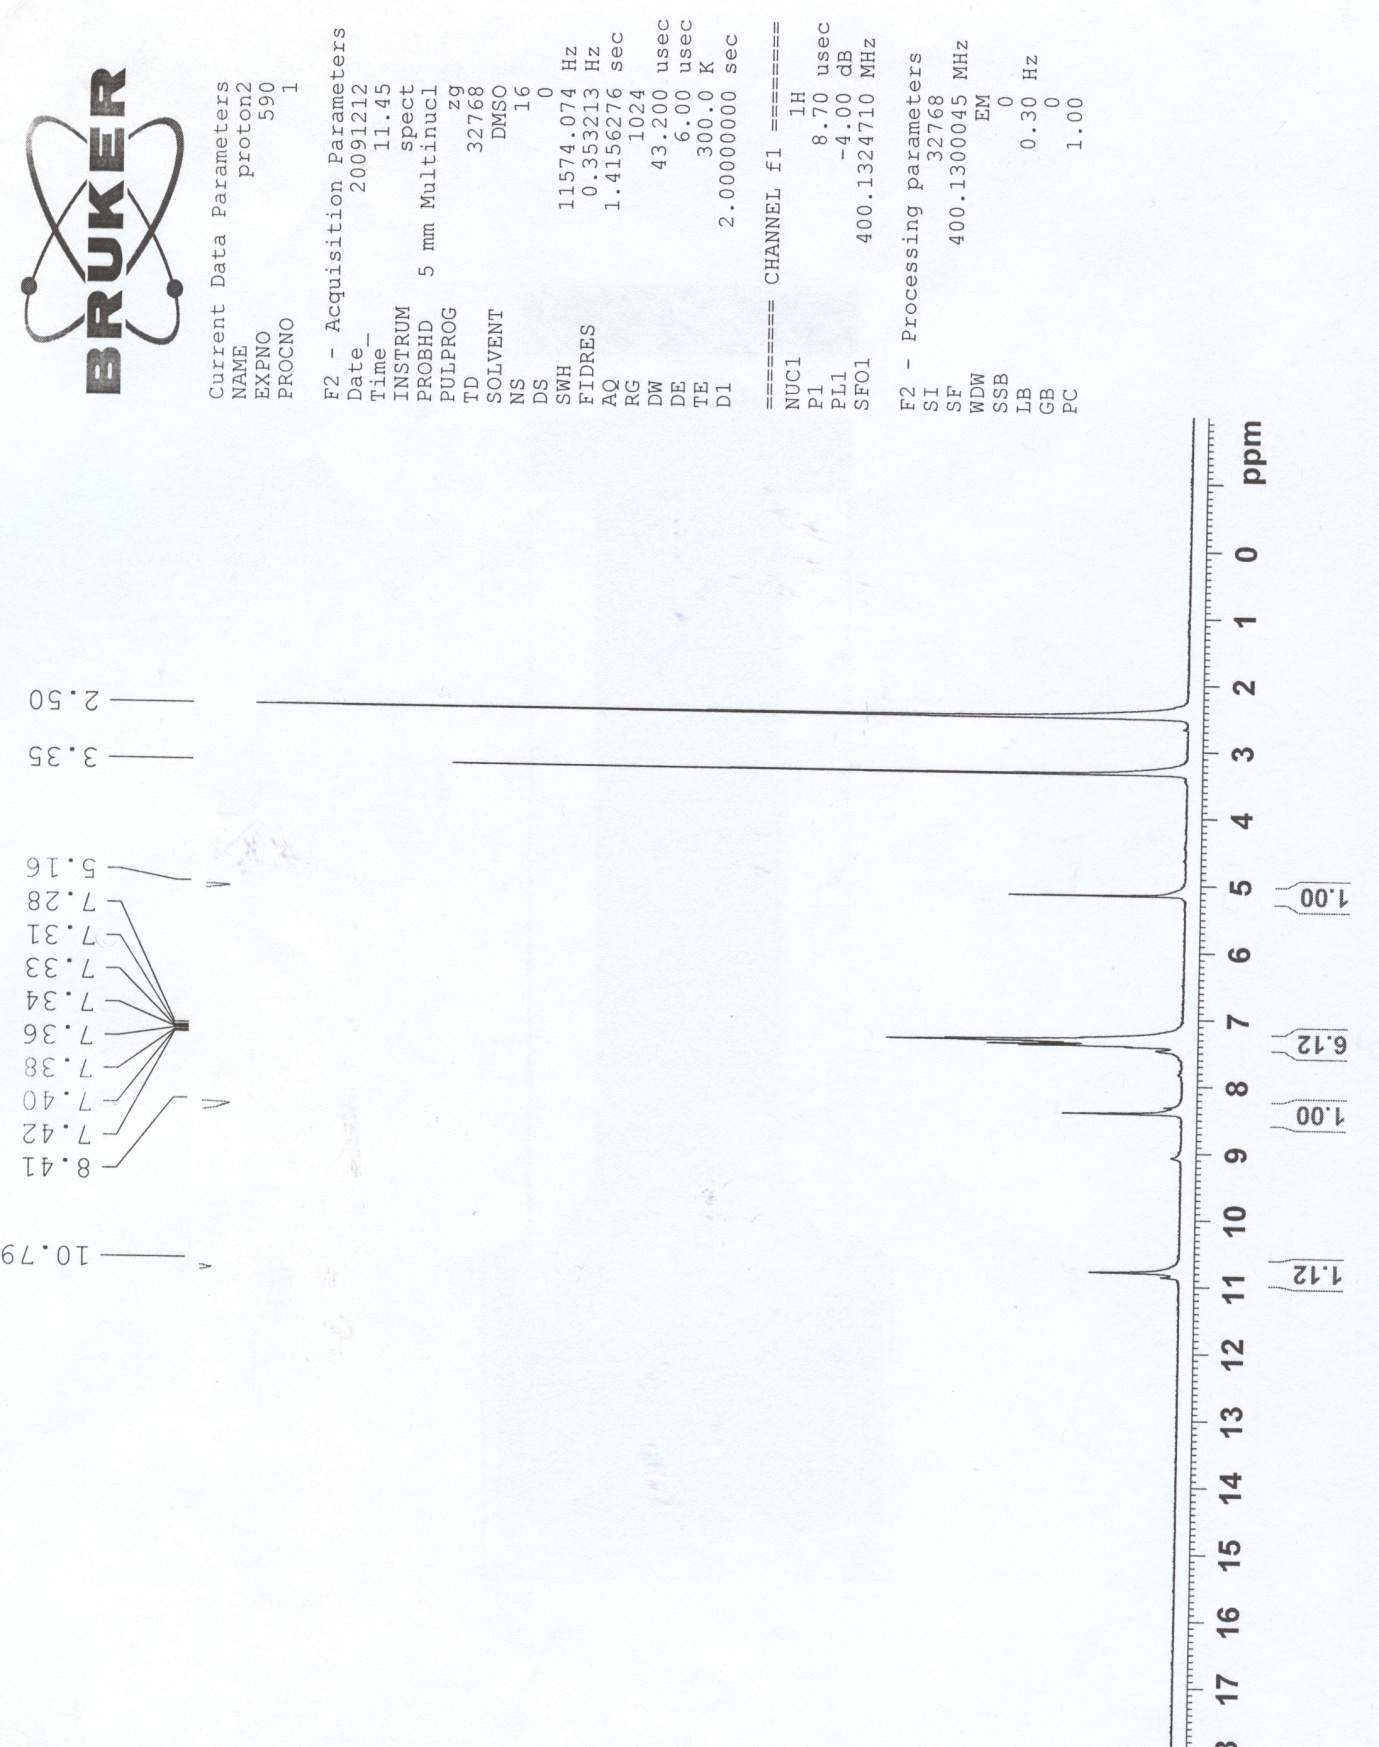 BRUKER
Current Data Parameters
NAME proton2
EXPNO 590
PROCNO 1
F2 - Acquisition Parameters
Date_ 20091212
Time 11.45
INSTRUM spect
PROBHD 5 mm Multinucl
PULPROG zg
TD 32768
SOLVENT DMSO
NS 16
DS 0
SWH 11574.074 Hz
FIDRES 0.353213 Hz
AQ 1.4156276 sec
RG 1024
DW 43.200 usec
DE 6.00 usec
TE 300.0 K
D1 2.00000000 sec
======== CHANNEL f1 ========
NUC1 1H
P1 8.70 usec
PL1 -4.00 dB
SFO1 400.1324710 MHz
F2 - Processing parameters
SI 32768
SF 400.1300045 MHz
WDW EM
SSB 0
LB 0.30 Hz
GB 0
PC 1.00
10.79
8.41
7.42
7.40
7.38
7.36
7.34
7.33
7.31
7.28
5.16
3.35
2.50
17 16 15 14 13 12 11 10 9 8 7 6 5 4 3 2 1 0 ppm
1.12
1.00
6.12
1.00